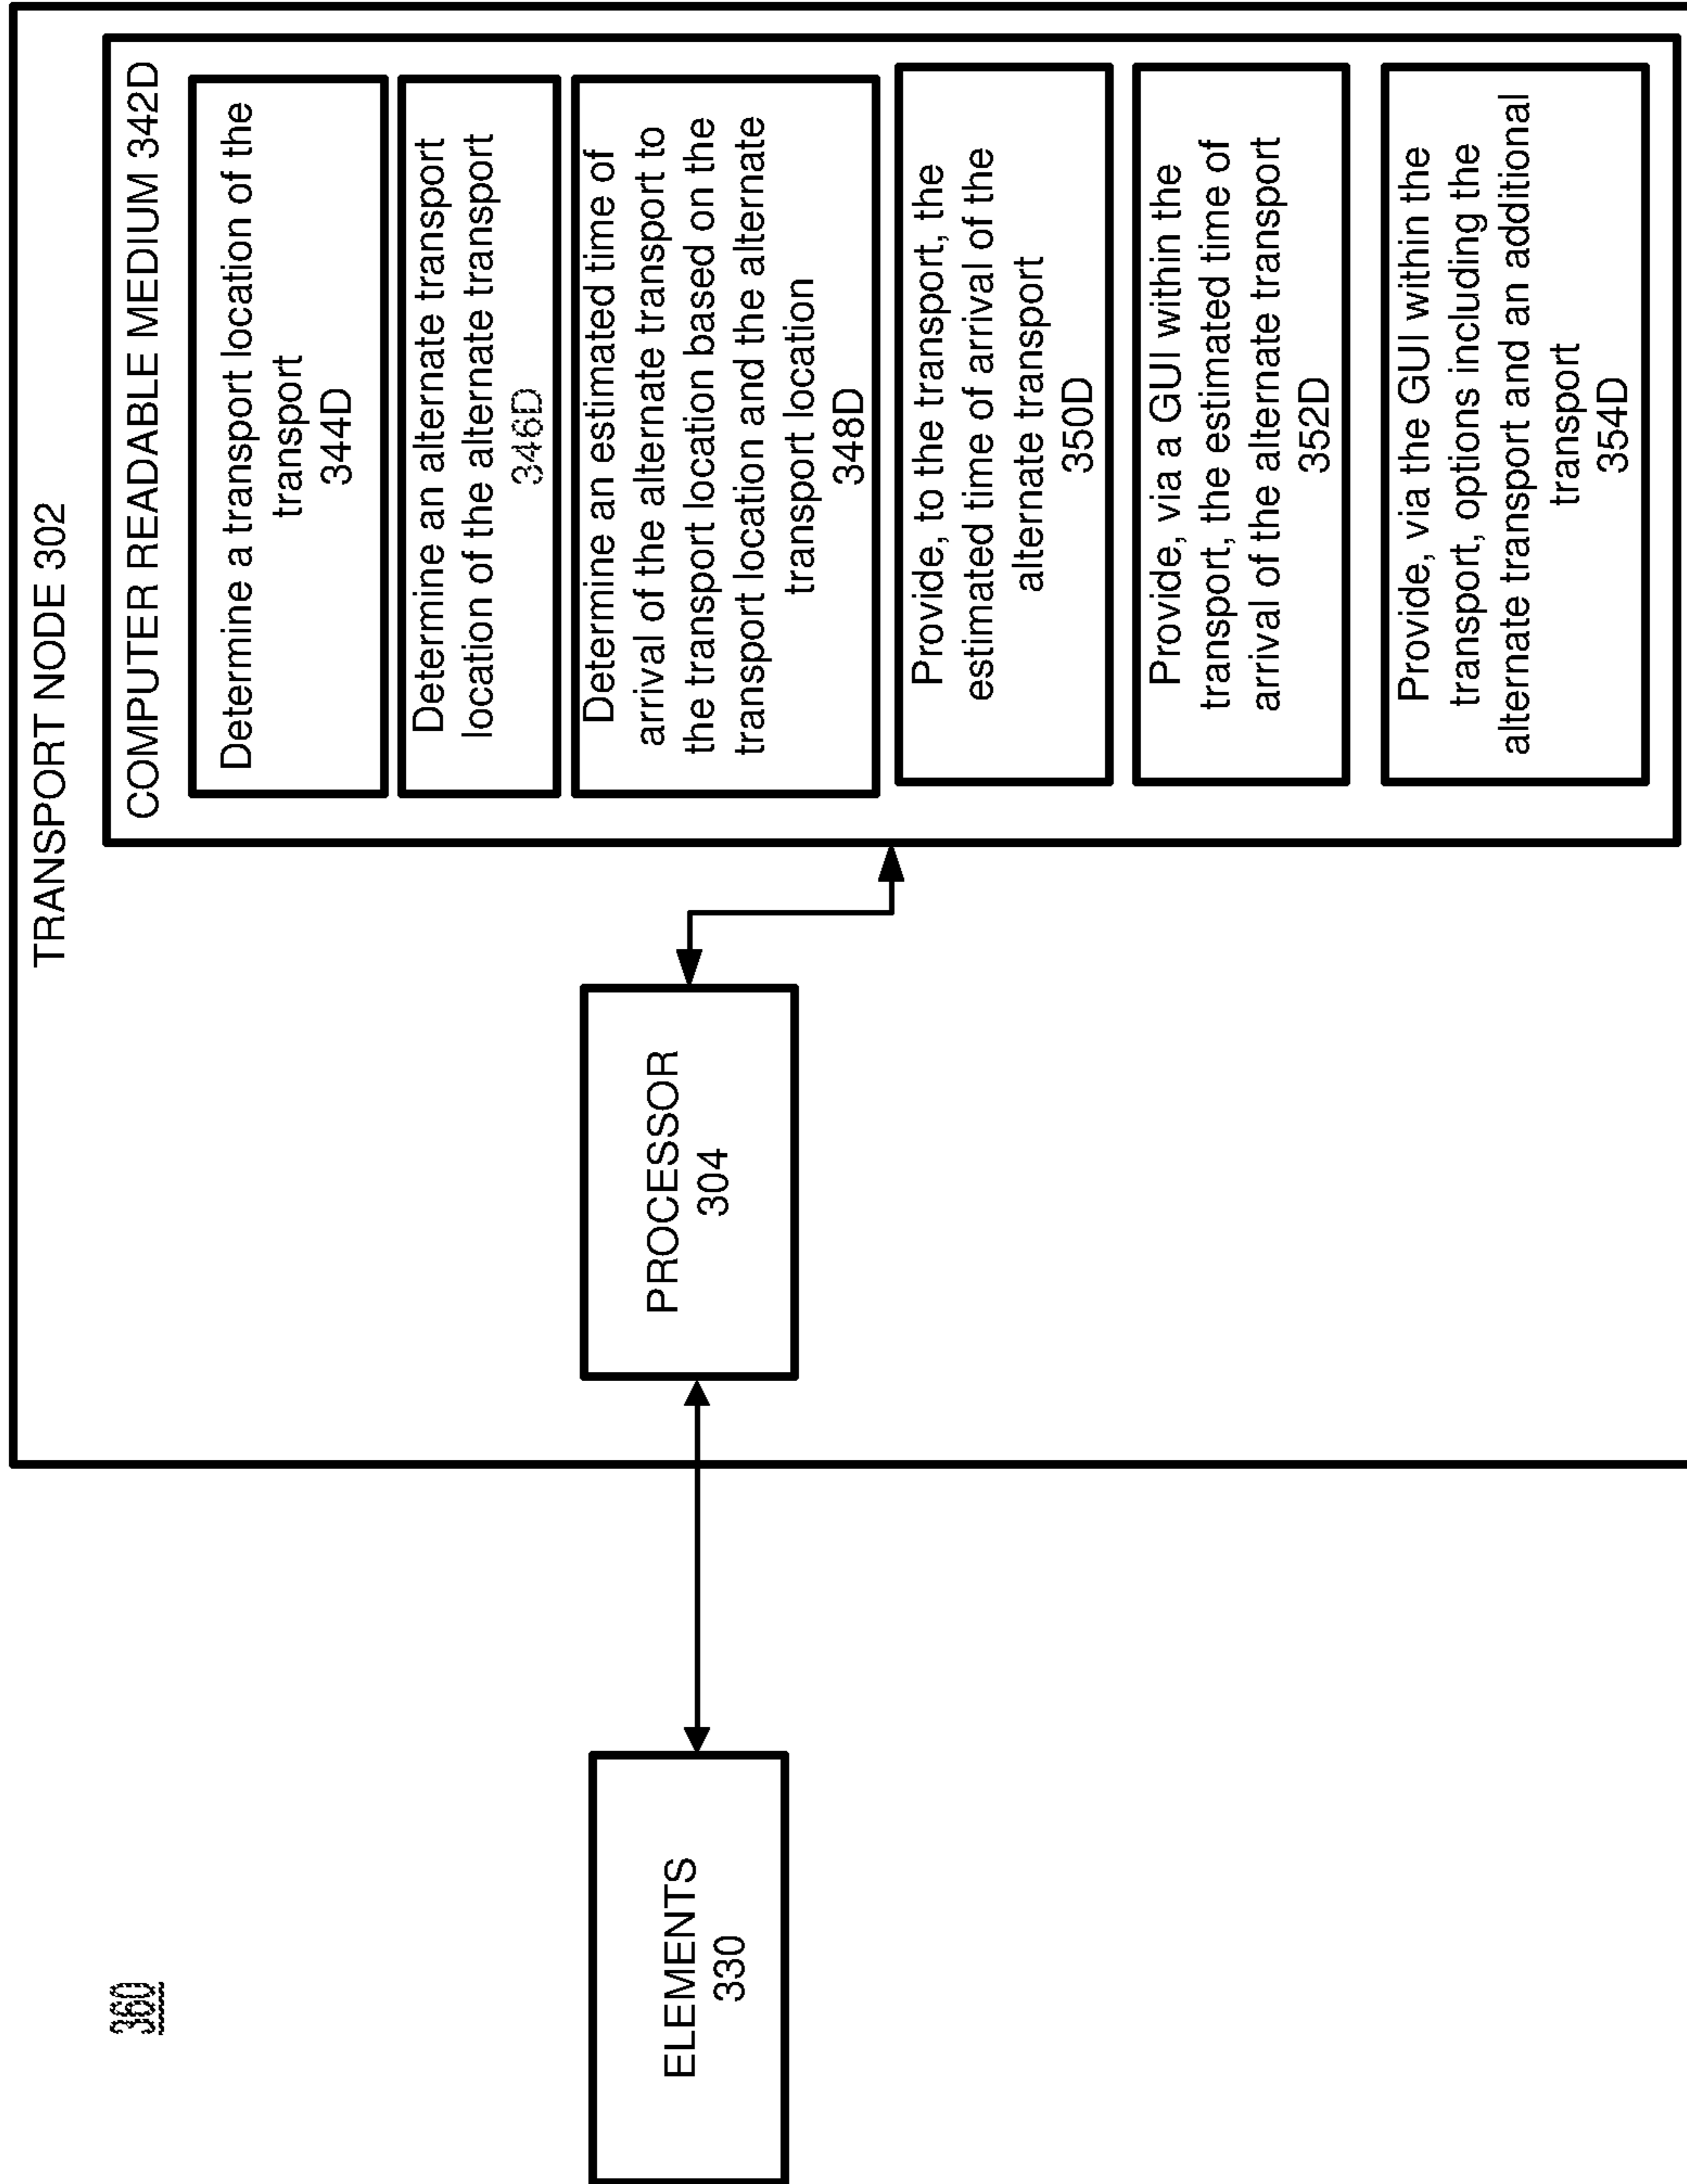 360
TRANSPORT NODE 302
COMPUTER READABLE MEDIUM 342D
Determine a transport location of the
transport
344D
Determine an alternate transport
location of the alternate transport
346D
Determine an estimated time of
arrival of the alternate transport to
the transport location based on the
transport location and the alternate
transport location
348D
Provide, to the transport, the
estimated time of arrival of the
alternate transport
350D
Provide, via a GUI within the
transport, the estimated time of
arrival of the alternate transport
352D
Provide, via the GUI within the
transport, options including the
alternate transport and an additional
transport
354D
PROCESSOR
304
ELEMENTS
330